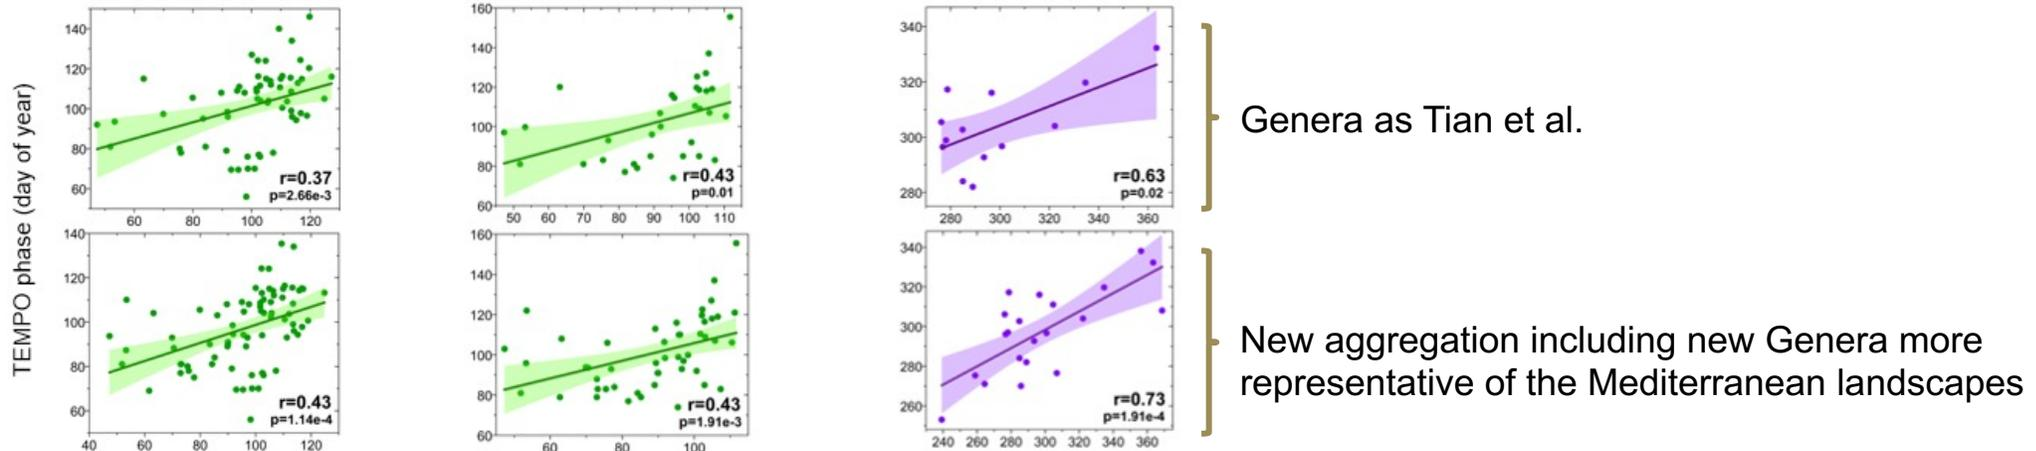 TEMPO phase (day of year)
140
120
100
80
60
r=0.37
p=2.66e-3
60 80 100 120
160
140
120
100
80
60
r=0.43
p=0.01
50 60 70 80 90 100 110
340
320
300
280
r=0.63
p=0.02
280 300 320 340 360
Genera as Tian et al.
140
120
100
80
60
r=0.43
p=1.14e-4
40 60 80 100 120
160
140
120
100
80
60
r=0.43
p=1.91e-3
60 80 100
340
320
300
280
260
r=0.73
p=1.91e-4
240 260 280 300 320 340 360
New aggregation including new Genera more
representative of the Mediterranean landscapes